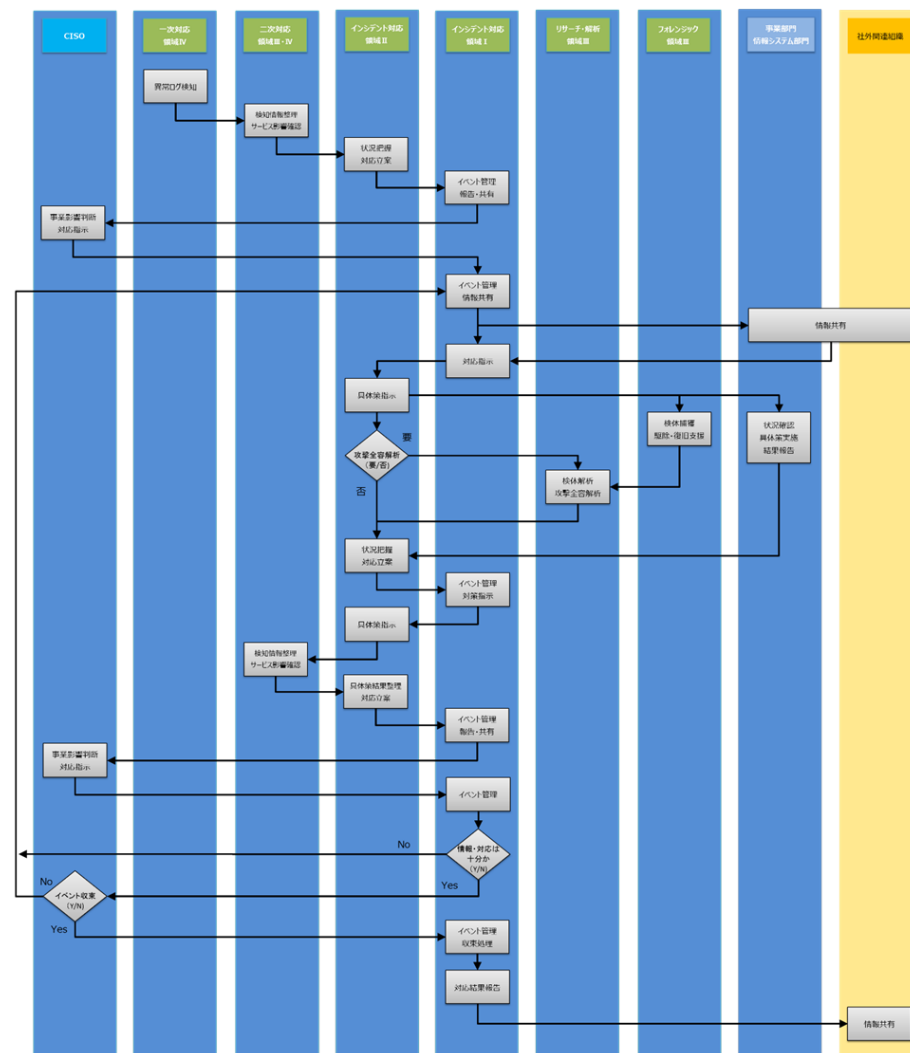 CISO
一次対応
領域Ⅳ
二次対応
領域Ⅲ・Ⅳ
インシデント対応
領域Ⅱ
インシデント対応
領域Ⅰ
リサーチ・解析
領域Ⅲ
フォレンジック
領域Ⅲ
事業部門
情報システム部門
社外関連組織
異常ログ検知
検知情報整理
サービス影響確認
状況把握
対応立案
イベント管理
報告・共有
事業影響判断
対応指示
イベント管理
情報共有
情報共有
対応指示
具体策指示
検体捕獲
駆除・復旧支援
状況確認
具体策実施
結果報告
攻撃全容解析
(要/否)
要
否
検体解析
攻撃全容解析
状況把握
対応立案
イベント管理
対策指示
具体策指示
検知情報整理
サービス影響確認
具体策結果整理
対応立案
イベント管理
報告・共有
事業影響判断
対応指示
イベント管理
情報・対応は
十分か
(Y/N)
No
Yes
イベント収束
(Y/N)
No
Yes
イベント管理
収束処理
対応結果報告
情報共有